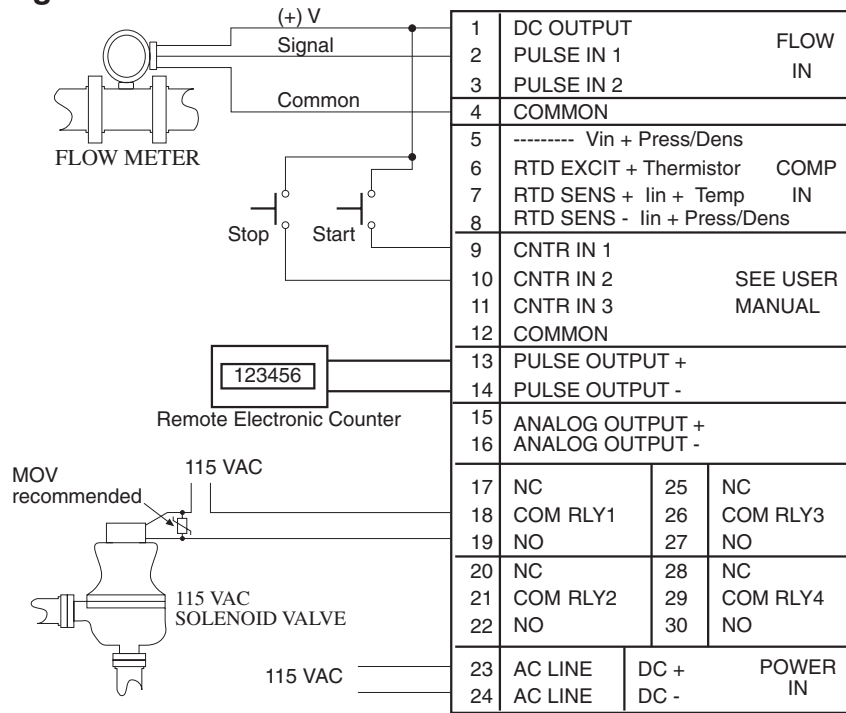 g
(+) V
Signal
Common
FLOW METER
Stop
Start
123456
Remote Electronic Counter
MOV
recommended
115 VAC
115 VAC
SOLENOID VALVE
115 VAC
1 DC OUTPUT
2 PULSE IN 1
3 PULSE IN 2
FLOW
IN
4 COMMON
5 --------- Vin + Press/Dens
6 RTD EXCIT + Thermistor COMP
7 RTD SENS + Iin + Temp IN
8 RTD SENS - Iin + Press/Dens
9 CNTR IN 1
10 CNTR IN 2 SEE USER
11 CNTR IN 3 MANUAL
12 COMMON
13 PULSE OUTPUT +
14 PULSE OUTPUT -
15 ANALOG OUTPUT +
16 ANALOG OUTPUT -
17 NC 25 NC
18 COM RLY1 26 COM RLY3
19 NO 27 NO
20 NC 28 NC
21 COM RLY2 29 COM RLY4
22 NO 30 NO
23 AC LINE DC + POWER
24 AC LINE DC - IN